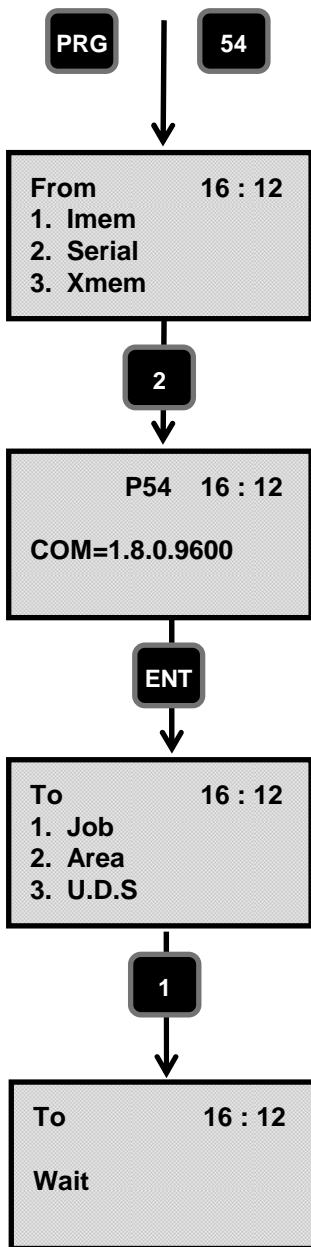 PRG 54
From 16 : 12
1. Imem
2. Serial
3. Xmem
2
P54 16 : 12
COM=1.8.0.9600
ENT
To 16 : 12
1. Job
2. Area
3. U.D.S
1
To 16 : 12
Wait